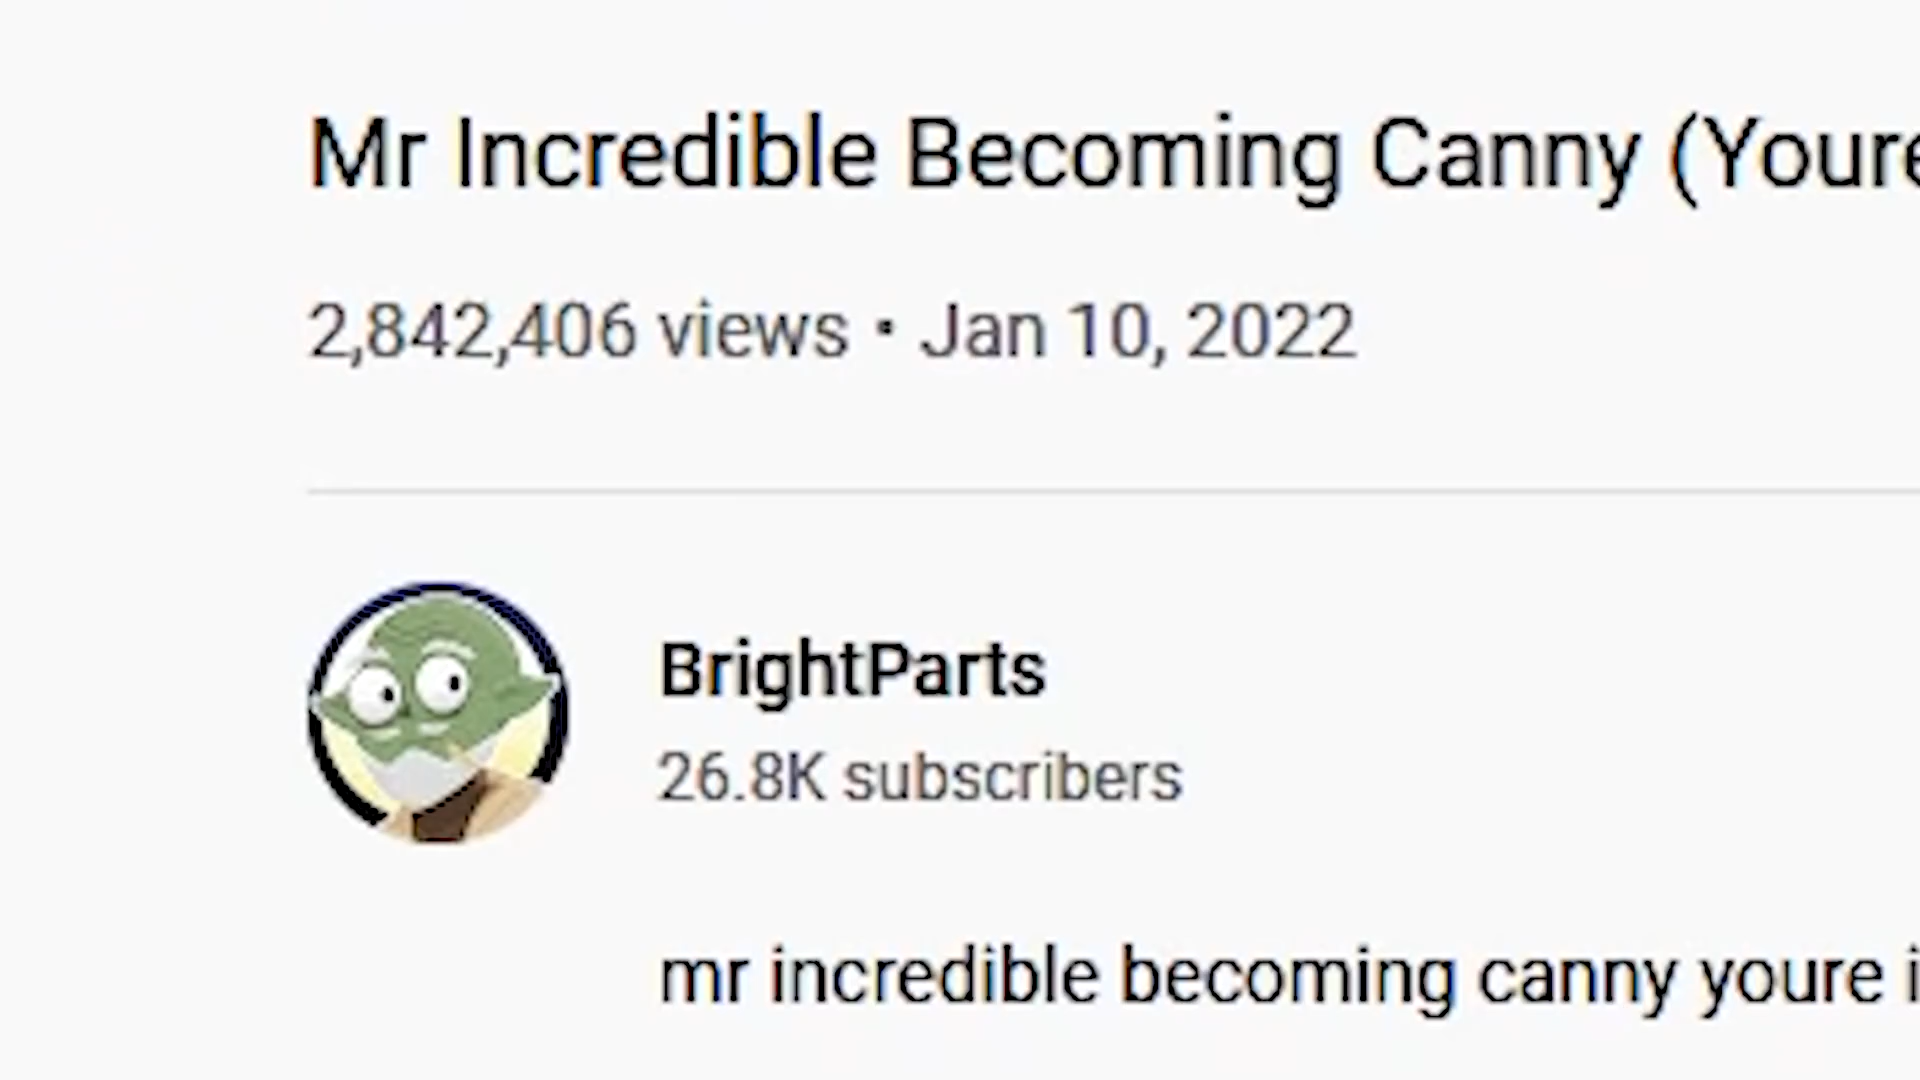 Mr Incredible Becoming Canny (Youre
2,842,406 views • Jan 10, 2022
BrightParts
26.8K subscribers
mr incredible becoming canny youre i